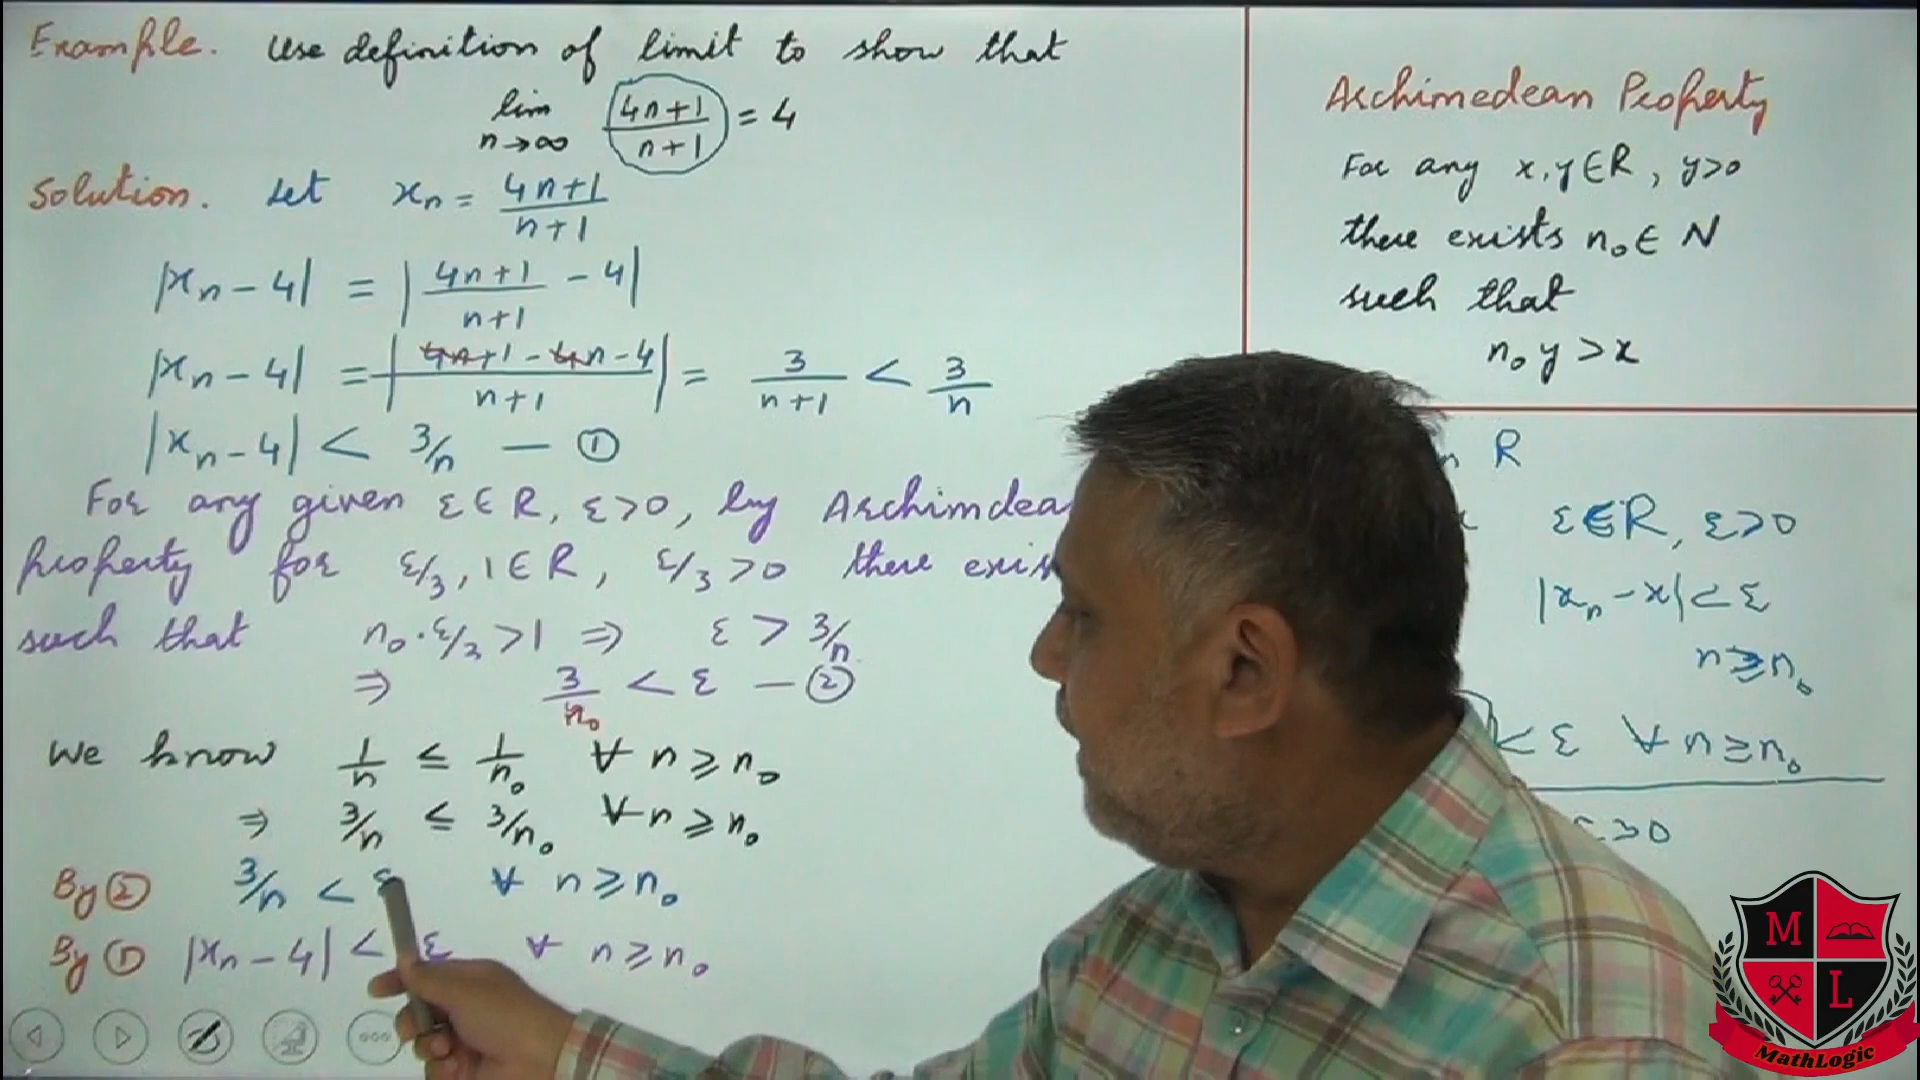 Example. Use definition of limit to show that
lim n→∞ (4n+1)/(n+1) = 4
Solution. Let xₙ = (4n+1)/(n+1)
|xₙ - 4| = |(4n+1)/(n+1) - 4|
|xₙ - 4| = |(4n+1-4n-4)/(n+1)| = 3/(n+1) < 3/n
|xₙ - 4| < 3/n — ①
For any given ε∈R, ε>0, by Archimdea
property for ε/3, 1∈R, ε/3>0 there exis
such that n₀·ε/3 >1 ⇒ ε > 3/n
⇒ 3/n₀ < ε — ②
We know 1/n ≤ 1/n₀ ∀ n≥n₀
⇒ 3/n ≤ 3/n₀ ∀ n≥n₀
By ② 3/n < ε ∀ n≥n₀
By ① |xₙ - 4| < ε ∀ n≥n₀
Archimedean Property
For any x,y∈R, y>0
there exists n₀∈N
such that
n₀y>x
n R
ε∈R, ε>0
|xₙ-x|<ε
n≥n₀
<ε ∀ n≥n₀
>0
M
L
MathLogic